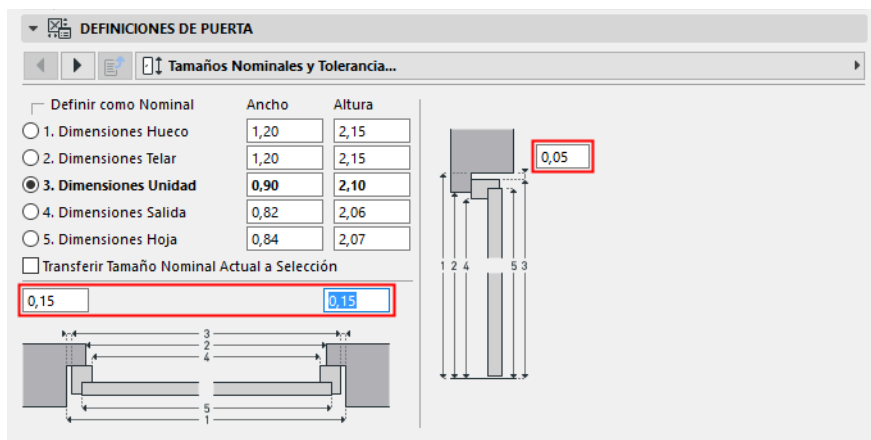 DEFINICIONES DE PUERTA
Tamaños Nominales y Tolerancia...
Definir como Nominal Ancho Altura
1. Dimensiones Hueco 1,20 2,15
2. Dimensiones Telar 1,20 2,15
3. Dimensiones Unidad 0,90 2,10
4. Dimensiones Salida 0,82 2,06
5. Dimensiones Hoja 0,84 2,07
Transferir Tamaño Nominal Actual a Selección
0,15 0,15
3
2
4
5
1
0,05
1 2 4 5 3